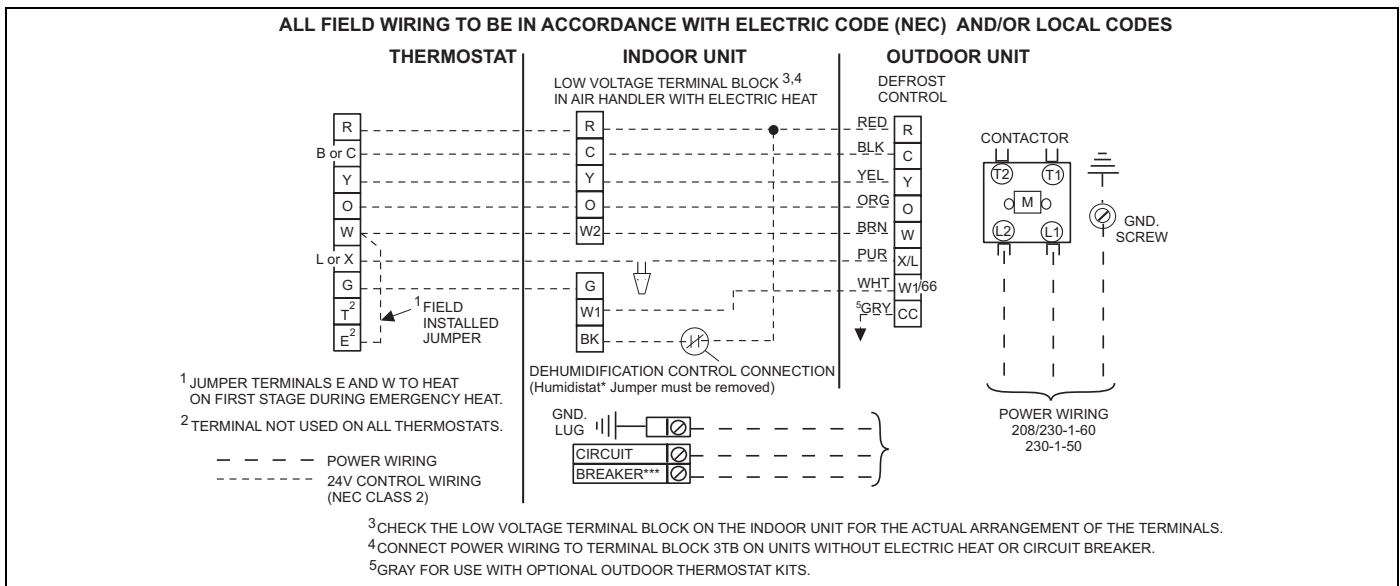 ALL FIELD WIRING TO BE IN ACCORDANCE WITH ELECTRIC CODE (NEC) AND/OR LOCAL CODES
THERMOSTAT
INDOOR UNIT
OUTDOOR UNIT
LOW VOLTAGE TERMINAL BLOCK 3,4
IN AIR HANDLER WITH ELECTRIC HEAT
DEFROST
CONTROL
R
B or C
Y
O
W
L or X
G
T2
E2
1 FIELD
INSTALLED
JUMPER
R
C
Y
O
W2
G
W1
BK
RED
BLK
YEL
ORG
BRN
PUR
WHT
5GRY
R
C
Y
O
W
X/L
W1/66
CC
CONTACTOR
T2
T1
M
L2
L1
GND.
SCREW
DEHUMIDIFICATION CONTROL CONNECTION
(Humidistat* Jumper must be removed)
1 JUMPER TERMINALS E AND W TO HEAT
ON FIRST STAGE DURING EMERGENCY HEAT.
2 TERMINAL NOT USED ON ALL THERMOSTATS.
POWER WIRING
24V CONTROL WIRING
(NEC CLASS 2)
GND.
LUG
CIRCUIT
BREAKER***
POWER WIRING
208/230-1-60
230-1-50
3 CHECK THE LOW VOLTAGE TERMINAL BLOCK ON THE INDOOR UNIT FOR THE ACTUAL ARRANGEMENT OF THE TERMINALS.
4 CONNECT POWER WIRING TO TERMINAL BLOCK 3TB ON UNITS WITHOUT ELECTRIC HEAT OR CIRCUIT BREAKER.
5 GRAY FOR USE WITH OPTIONAL OUTDOOR THERMOSTAT KITS.